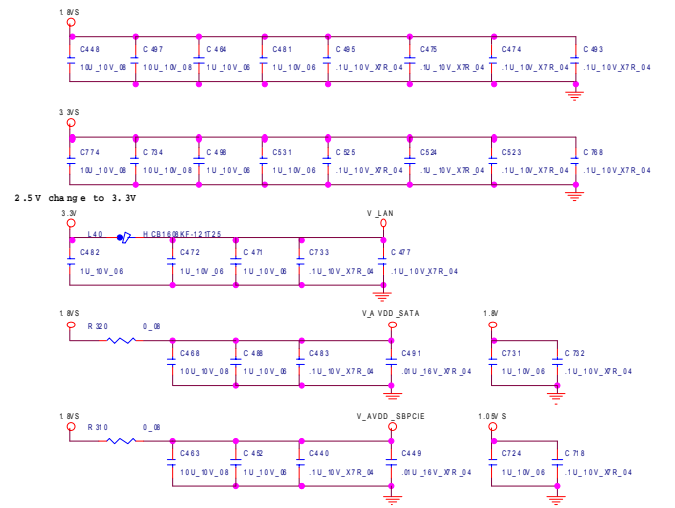 1.8VS
C448 C497 C464 C481 C495 C475 C474 C493
10U_10V_08 10U_10V_08 1U_10V_06 1U_10V_06 .1U_10V_X7R_04 .1U_10V_X7R_04 .1U_10V_X7R_04 .1U_10V_X7R_04
3.3VS
C774 C734 C498 C531 C525 C524 C523 C768
10U_10V_08 10U_10V_08 1U_10V_06 1U_10V_06 .1U_10V_X7R_04 .1U_10V_X7R_04 .1U_10V_X7R_04 .1U_10V_X7R_04
2.5V change to 3.3V
3.3V V_LAN
L40 HCB1608KF-121T25
C482 C472 C471 C733 C477
1U_10V_06 1U_10V_06 1U_10V_06 .1U_10V_X7R_04 .1U_10V_X7R_04
1.8VS V_AVDD_SATA 1.8V
R320 0_08
C468 C488 C483 C491 C731 C732
10U_10V_08 1U_10V_06 .1U_10V_X7R_04 .01U_16V_X7R_04 1U_10V_06 .1U_10V_X7R_04
1.8VS V_AVDD_SBPCIE 1.05VS
R310 0_08
C463 C452 C440 C449 C724 C718
10U_10V_08 1U_10V_06 .1U_10V_X7R_04 .01U_16V_X7R_04 1U_10V_06 .1U_10V_X7R_04